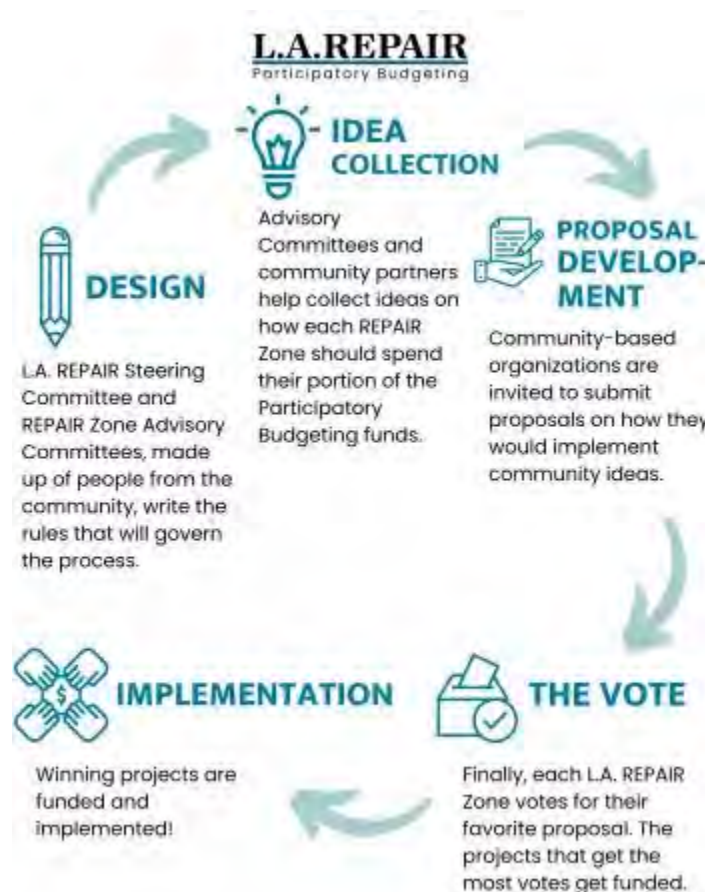 L.A.REPAIR
Participatory Budgeting
IDEA
COLLECTION
Advisory
Committees and
community partners
help collect ideas on
how each REPAIR
Zone should spend
their portion of the
Participatory
Budgeting funds.
PROPOSAL
DEVELOP-
MENT
Community-based
organizations are
invited to submit
proposals on how they
would implement
community ideas.
DESIGN
L.A. REPAIR Steering
Committee and
REPAIR Zone Advisory
Committees, made
up of people from the
community, write the
rules that will govern
the process.
THE VOTE
Finally, each L.A. REPAIR
Zone votes for their
favorite proposal. The
projects that get the
most votes get funded.
IMPLEMENTATION
$
Winning projects are
funded and
implemented!